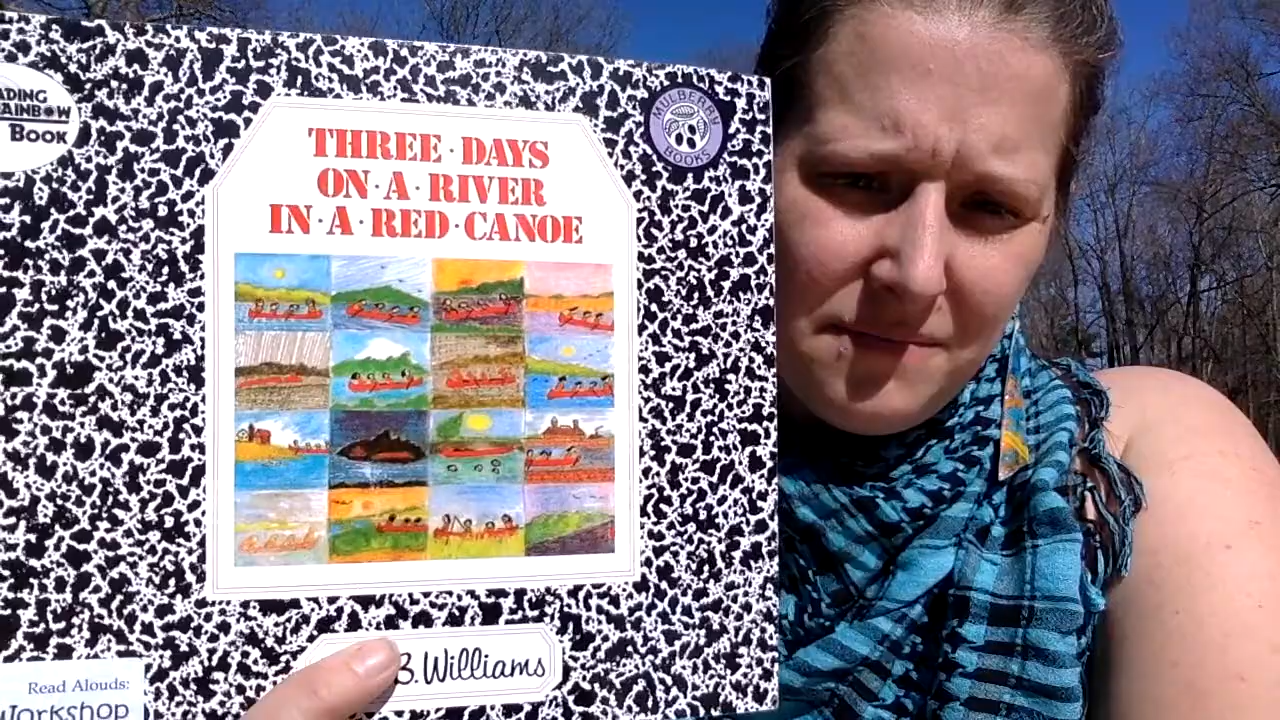 ADING
AINBOW
BOOK
MULBERRY
BOOKS
THREE·DAYS
ON·A·RIVER
IN·A·RED·CANOE
B. Williams
Read Alouds:
Workshop